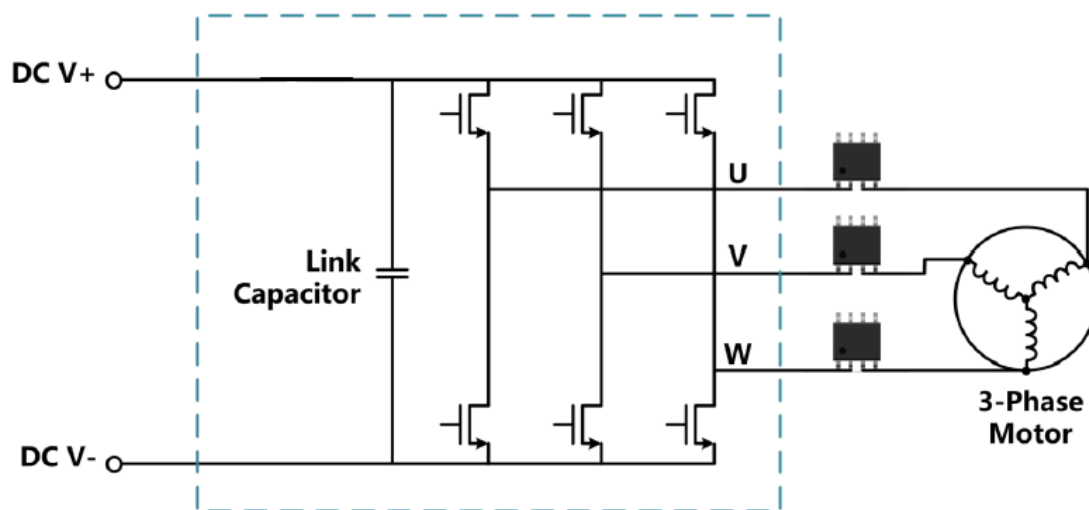 DC V+
U
V
Link
Capacitor
W
3-Phase
Motor
DC V-